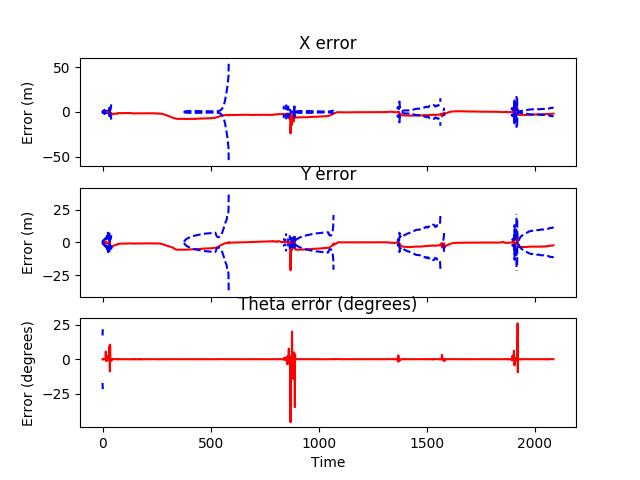 X error
Error (m)
50
0
−50
Y error
Error (m)
25
0
−25
Theta error (degrees)
Error (degrees)
25
0
−25
0
500
1000
1500
2000
Time